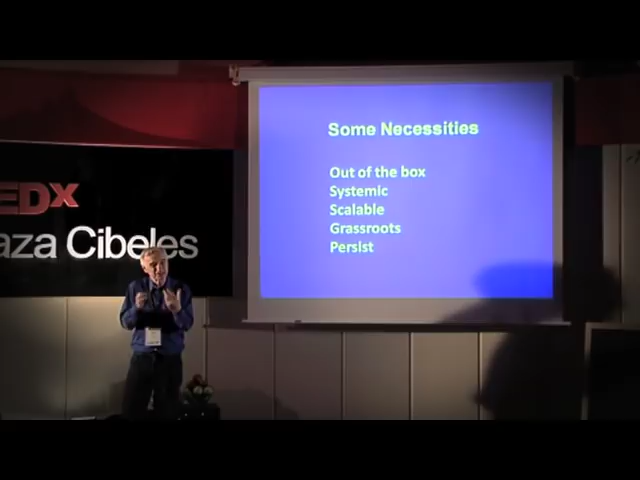 EDx
aza Cibeles
Some Necessities
Out of the box
Systemic
Scalable
Grassroots
Persist